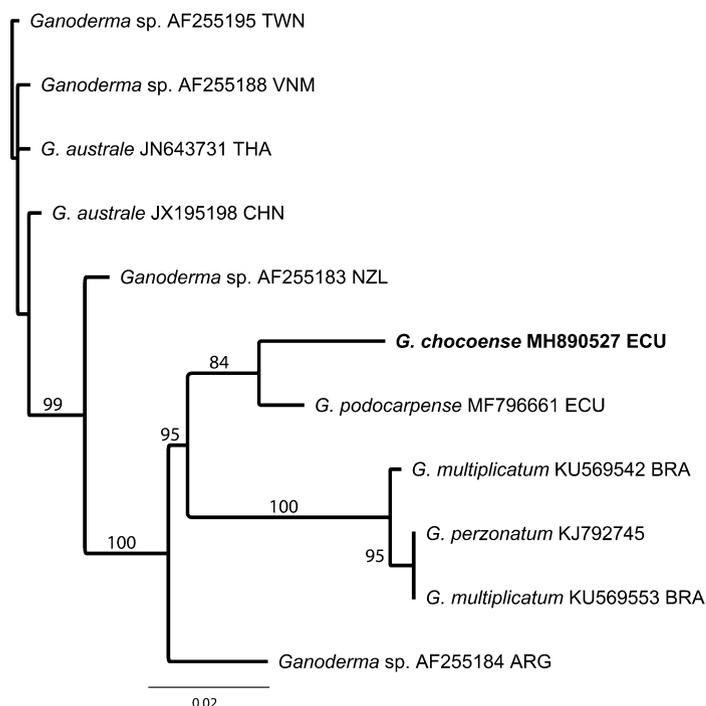 Ganoderma sp. AF255195 TWN
Ganoderma sp. AF255188 VNM
G. australe JN643731 THA
G. australe JX195198 CHN
Ganoderma sp. AF255183 NZL
G. chocoense MH890527 ECU
84
G. podocarpense MF796661 ECU
99
95
G. multiplicatum KU569542 BRA
100
G. perzonatum KJ792745
100
95
G. multiplicatum KU569553 BRA
Ganoderma sp. AF255184 ARG
0.02